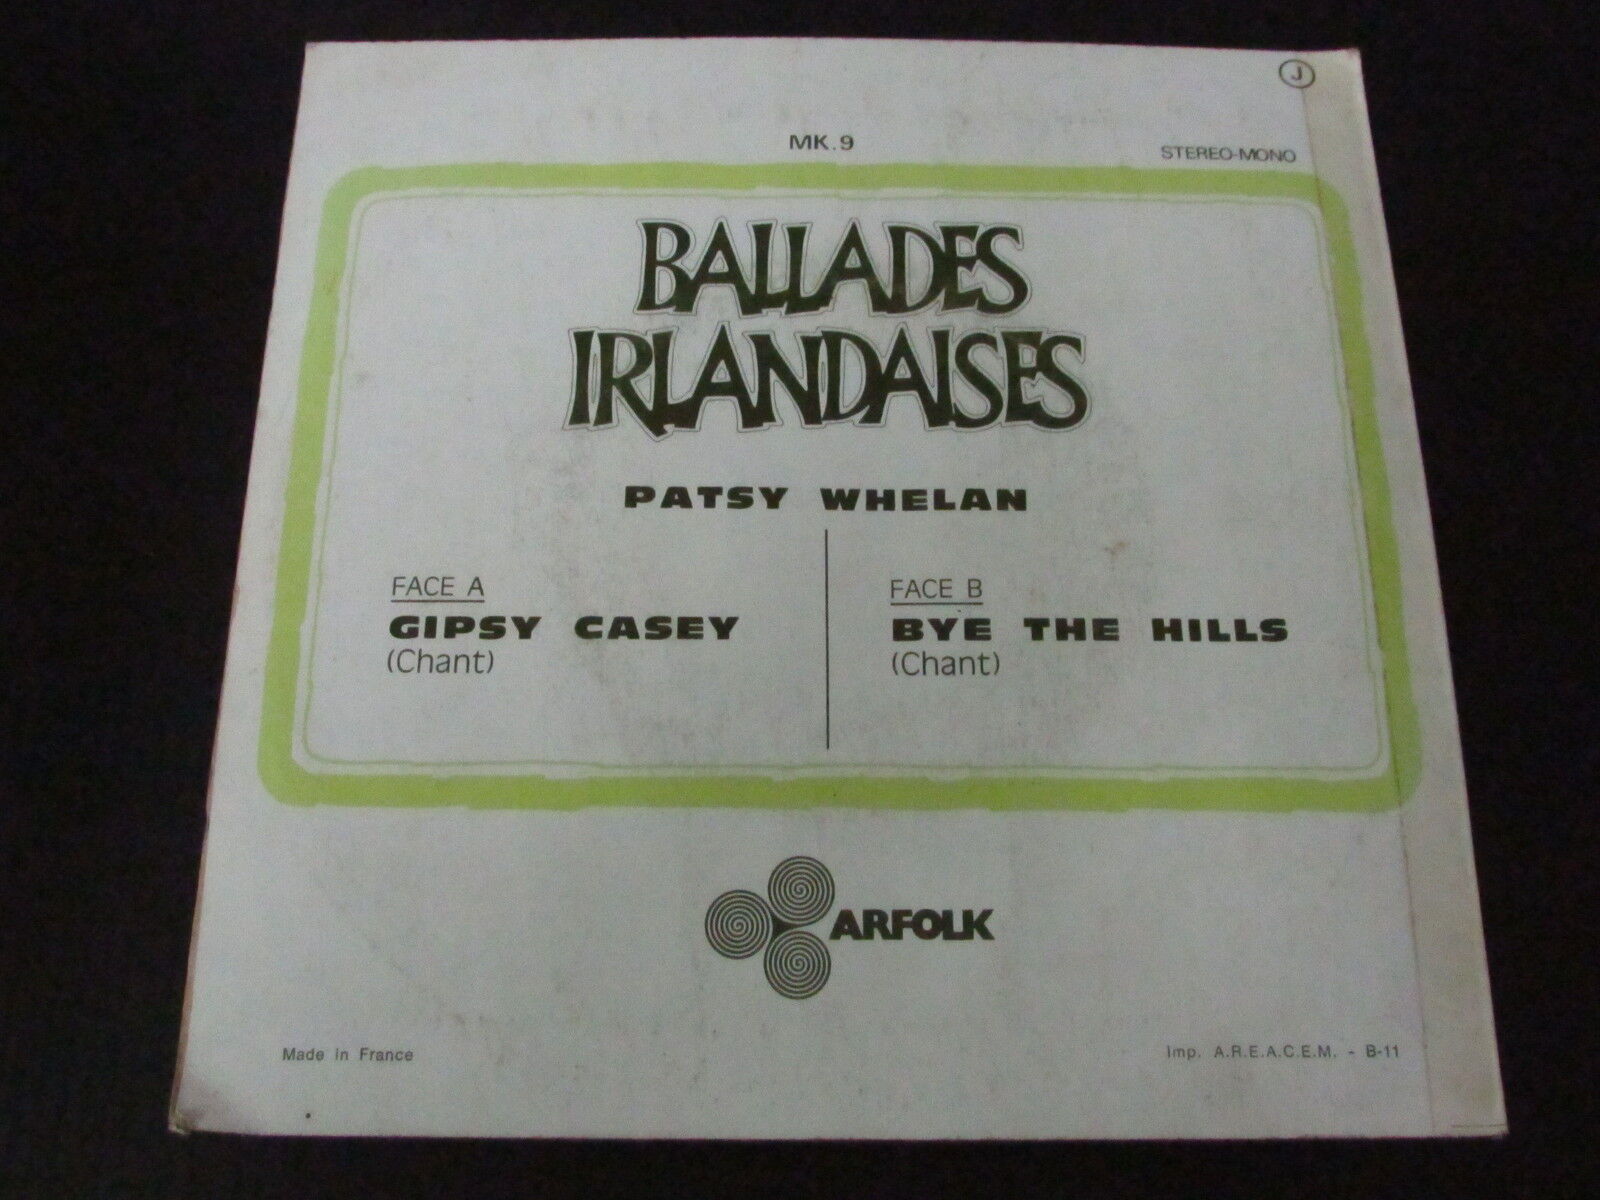 J
MK.9
STEREO-MONO
BALLADES
IRLANDAISES
PATSY WHELAN
FACE A
GIPSY CASEY
(Chant)
FACE B
BYE THE HILLS
(Chant)
ARFOLK
Made in France
Imp. A.R.E.A.C.E.M. - B-11